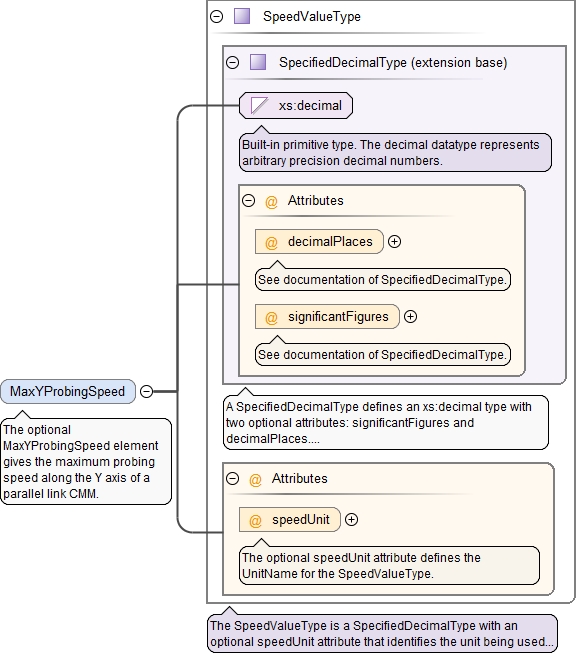 SpeedValueType
SpecifiedDecimalType (extension base)
xs:decimal
Built-in primitive type. The decimal datatype represents
arbitrary precision decimal numbers.
@ Attributes
@ decimalPlaces
See documentation of SpecifiedDecimalType.
@ significantFigures
See documentation of SpecifiedDecimalType.
MaxYProbingSpeed
The optional
MaxYProbingSpeed element
gives the maximum probing
speed along the Y axis of a
parallel link CMM.
A SpecifiedDecimalType defines an xs:decimal type with
two optional attributes: significantFigures and
decimalPlaces....
@ Attributes
@ speedUnit
The optional speedUnit attribute defines the
UnitName for the SpeedValueType.
The SpeedValueType is a SpecifiedDecimalType with an
optional speedUnit attribute that identifies the unit being used...